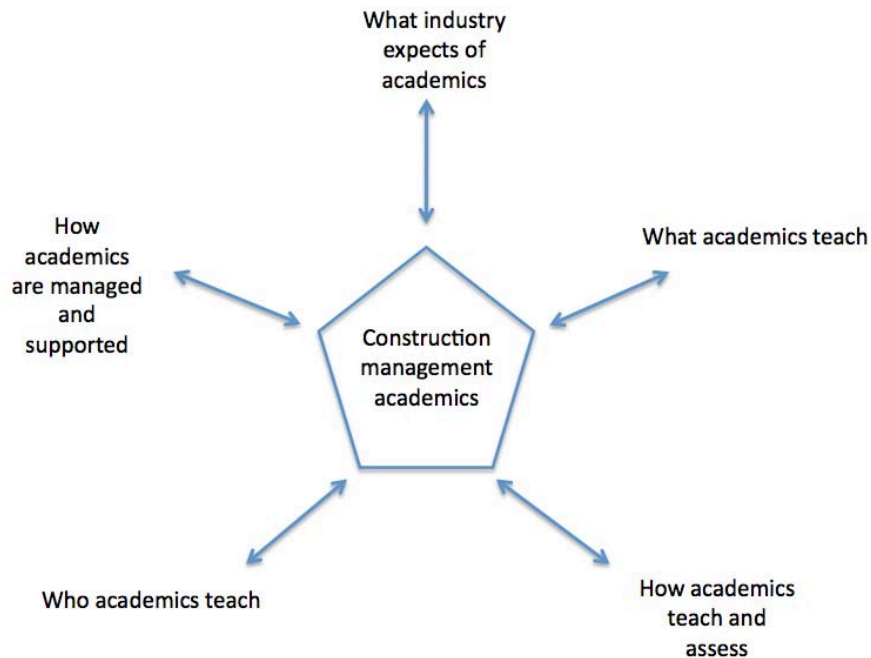 What industry
expects of
academics
How
academics
are managed
and
supported
What academics teach
Construction
management
academics
Who academics teach
How academics
teach and
assess